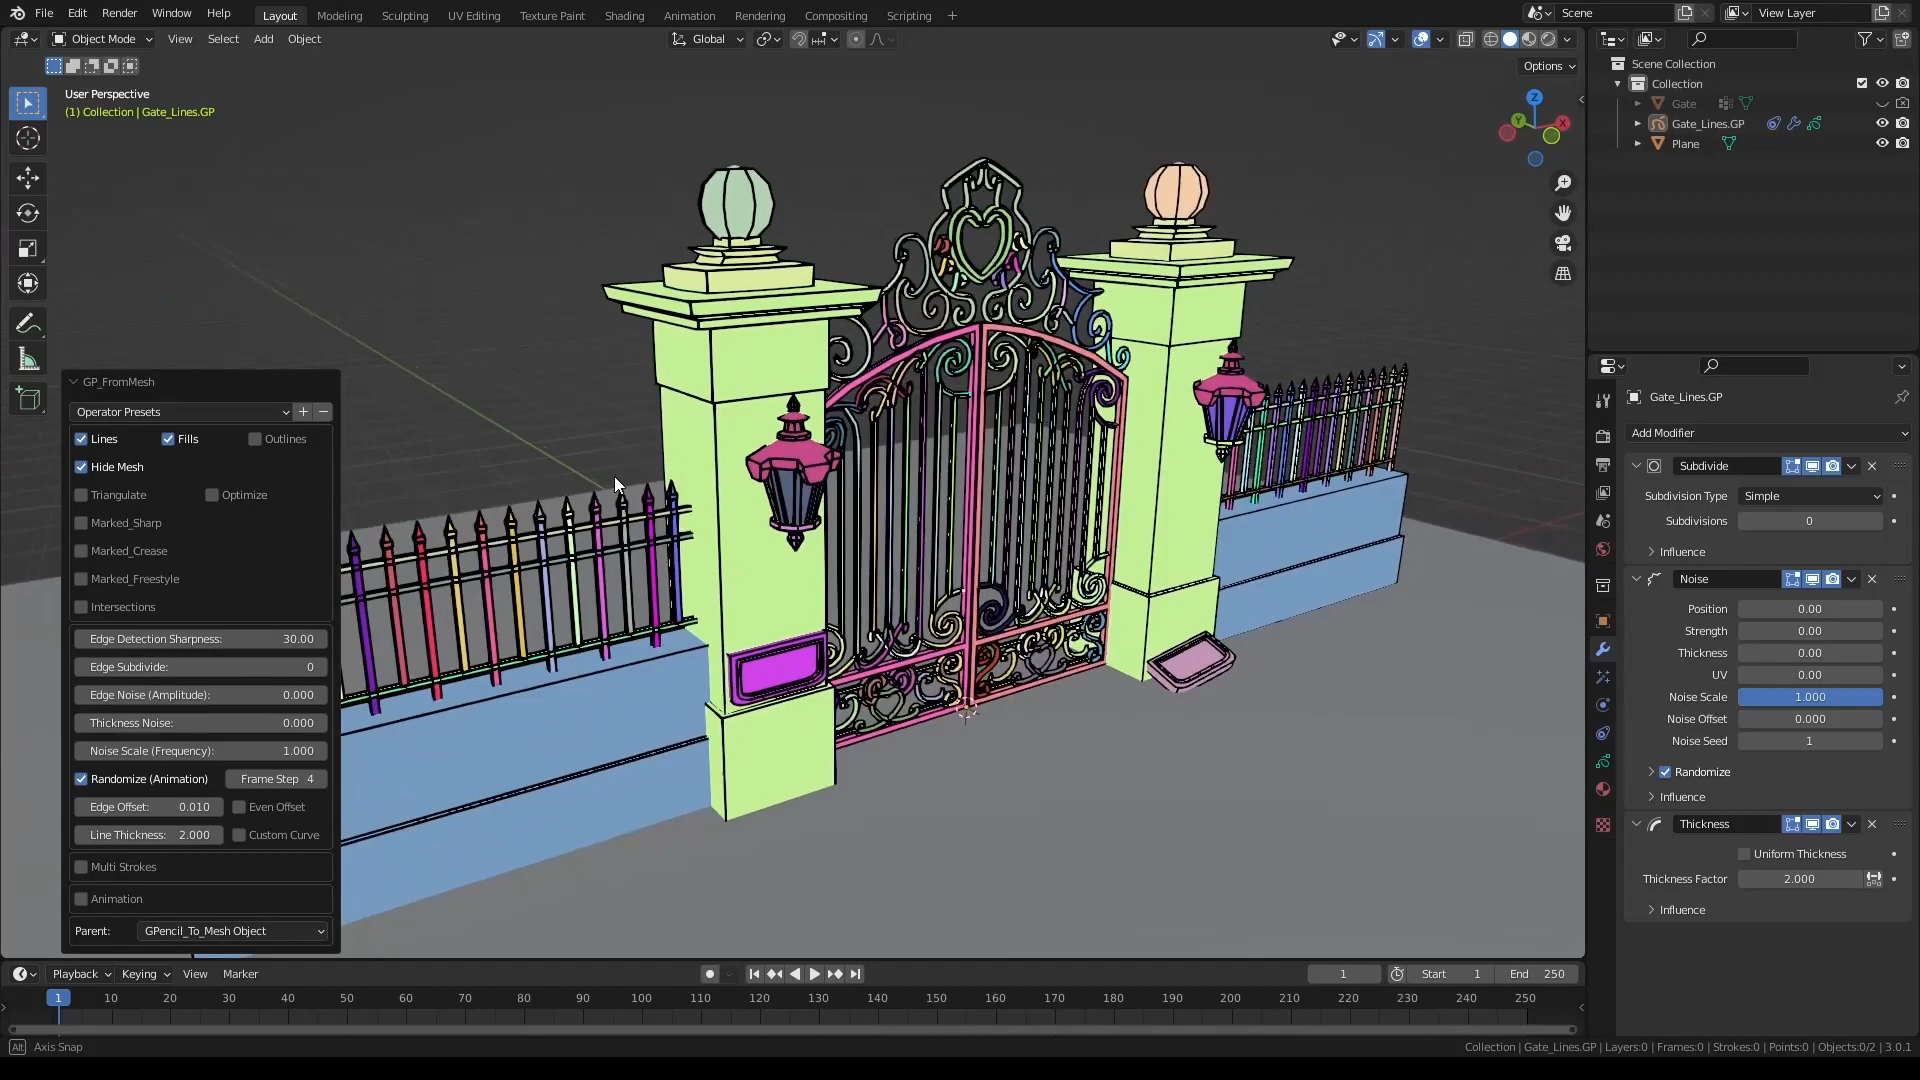 File Edit Render Window Help Layout Modeling Sculpting UV Editing Texture Paint Shading Animation Rendering Compositing Scripting + Scene View Layer
Object Mode View Select Add Object Global
Options
User Perspective
(1) Collection | Gate_Lines.GP
Z
Y
X
GP_FromMesh
Operator Presets
Lines Fills Outlines
Hide Mesh
Triangulate Optimize
Marked_Sharp
Marked_Crease
Marked_Freestyle
Intersections
Edge Detection Sharpness: 30.00
Edge Subdivide: 0
Edge Noise (Amplitude): 0.000
Thickness Noise: 0.000
Noise Scale (Frequency): 1.000
Randomize (Animation) Frame Step 4
Edge Offset: 0.010 Even Offset
Line Thickness: 2.000 Custom Curve
Multi Strokes
Animation
Parent: GPencil_To_Mesh Object
Scene Collection
Collection
Gate
Gate_Lines.GP
Plane
Gate_Lines.GP
Add Modifier
Subdivide
Subdivision Type Simple
Subdivisions 0
Influence
Noise
Position 0.00
Strength 0.00
Thickness 0.00
UV 0.00
Noise Scale 1.000
Noise Offset 0.000
Noise Seed 1
Randomize
Influence
Thickness
Uniform Thickness
Thickness Factor 2.000
Influence
Playback Keying View Marker 1 Start 1 End 250
1 10 20 30 40 50 60 70 80 90 100 110 120 130 140 150 160 170 180 190 200 210 220 230 240 250
Alt Axis Snap
Collection | Gate_Lines.GP | Layers:0 | Frames:0 | Strokes:0 | Points:0 | Objects:0/2 | 3.0.1